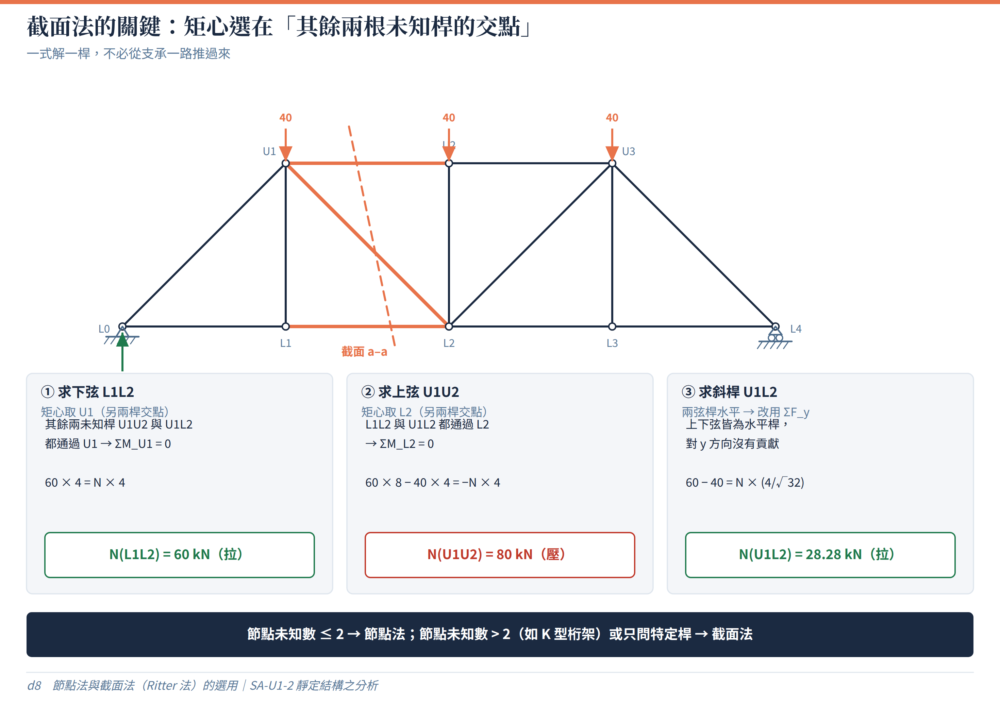 截面法的關鍵：矩心選在「其餘兩根未知桿的交點」
一式解一桿，不必從支承一路推過來
40
40
40
U1
L2
U3
L0
L1
L2
L3
L4
截面 a–a
① 求下弦 L1L2
矩心取 U1（另兩桿交點）
其餘兩未知桿 U1U2 與 U1L2
都通過 U1 → ΣM_U1 = 0
60 × 4 = N × 4
N(L1L2) = 60 kN（拉）
② 求上弦 U1U2
矩心取 L2（另兩桿交點）
L1L2 與 U1L2 都通過 L2
→ ΣM_L2 = 0
60 × 8 − 40 × 4 = −N × 4
N(U1U2) = 80 kN（壓）
③ 求斜桿 U1L2
兩弦桿水平 → 改用 ΣF_y
上下弦皆為水平桿，
對 y 方向沒有貢獻
60 − 40 = N × (4/√32)
N(U1L2) = 28.28 kN（拉）
節點未知數 ≤ 2 → 節點法；節點未知數 > 2（如 K 型桁架）或只問特定桿 → 截面法
d8　節點法與截面法（Ritter 法）的選用｜SA-U1-2 靜定結構之分析